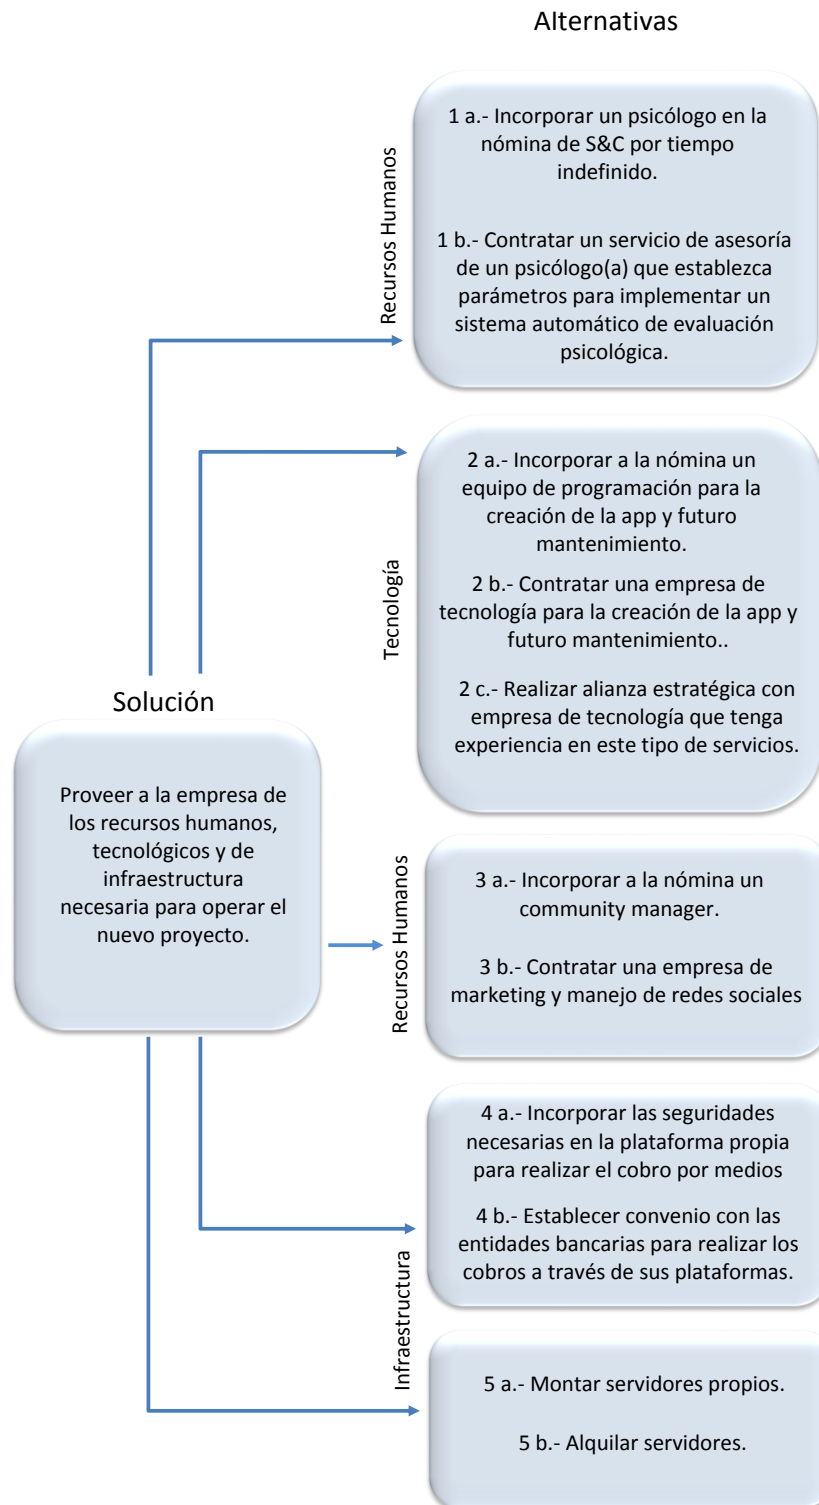 Alternativas
Recursos Humanos
1 a.- Incorporar un psicólogo en la
nómina de S&C por tiempo
indefinido.
1 b.- Contratar un servicio de asesoría
de un psicólogo(a) que establezca
parámetros para implementar un
sistema automático de evaluación
psicológica.
Tecnología
2 a.- Incorporar a la nómina un
equipo de programación para la
creación de la app y futuro
mantenimiento.
2 b.- Contratar una empresa de
tecnología para la creación de la app y
futuro mantenimiento..
2 c.- Realizar alianza estratégica con
empresa de tecnología que tenga
experiencia en este tipo de servicios.
Solución
Proveer a la empresa de
los recursos humanos,
tecnológicos y de
infraestructura
necesaria para operar el
nuevo proyecto.
Recursos Humanos
3 a.- Incorporar a la nómina un
community manager.
3 b.- Contratar una empresa de
marketing y manejo de redes sociales
Infraestructura
4 a.- Incorporar las seguridades
necesarias en la plataforma propia
para realizar el cobro por medios
4 b.- Establecer convenio con las
entidades bancarias para realizar los
cobros a través de sus plataformas.
5 a.- Montar servidores propios.
5 b.- Alquilar servidores.